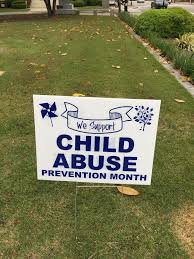 We Support
CHILD
ABUSE
PREVENTION MONTH